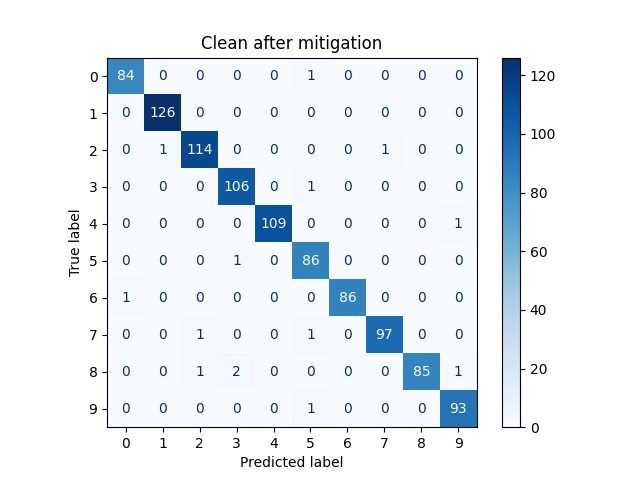 Clean after mitigation
0 84 0 0 0 0 1 0 0 0 0
1 0 126 0 0 0 0 0 0 0 0
2 0 1 114 0 0 0 0 1 0 0
3 0 0 0 106 0 1 0 0 0 0
4 0 0 0 0 109 0 0 0 0 1
5 0 0 0 1 0 86 0 0 0 0
6 1 0 0 0 0 0 86 0 0 0
7 0 0 1 0 0 1 0 97 0 0
8 0 0 1 2 0 0 0 0 85 1
9 0 0 0 0 0 1 0 0 0 93
0 1 2 3 4 5 6 7 8 9
Predicted label
True label
120
100
80
60
40
20
0